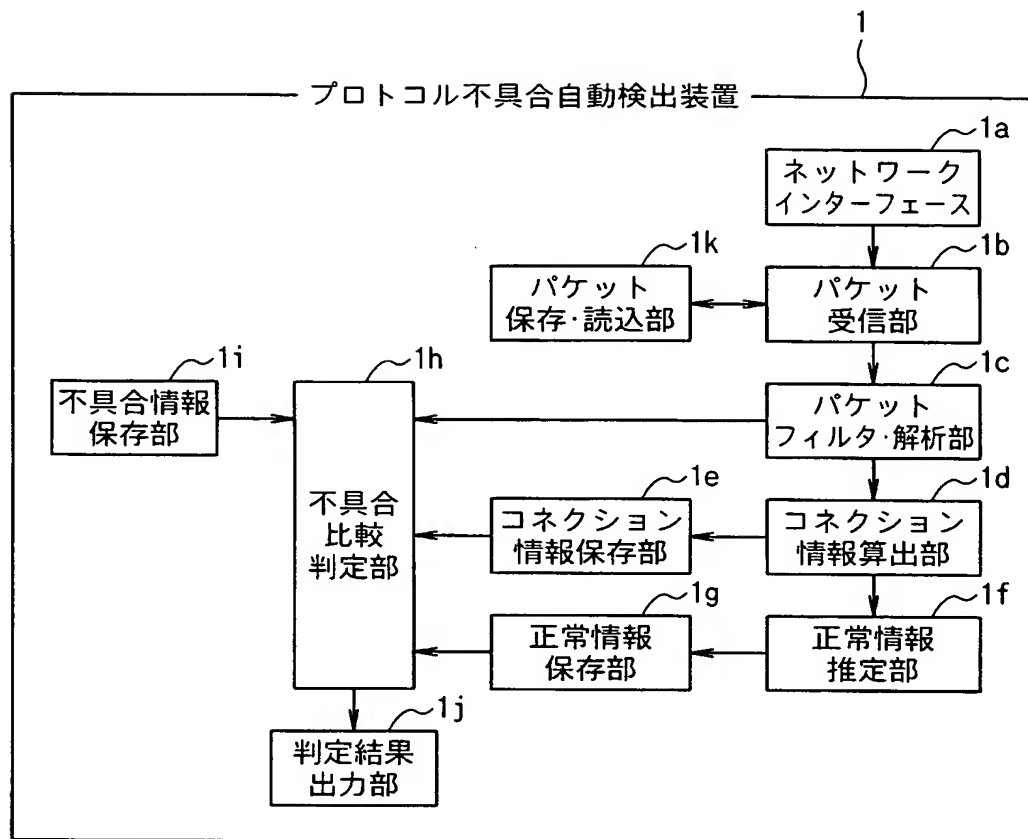 1
プロトコル不具合自動検出装置
1a
ネットワーク
インターフェース
1k
パケット
保存·読込部
1b
パケット
受信部
1i
不具合情報
保存部
1h
不具合
比較
判定部
1c
パケット
フィルタ·解析部
1e
コネクション
情報保存部
1d
コネクション
情報算出部
1g
正常情報
保存部
1f
正常情報
推定部
1j
判定結果
出力部